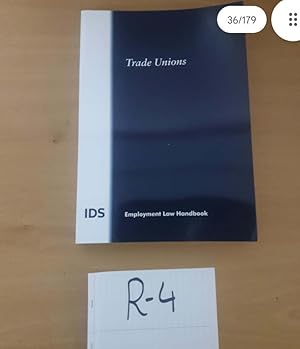 36/179
Trade Unions
IDS Employment Law Handbook
R-4